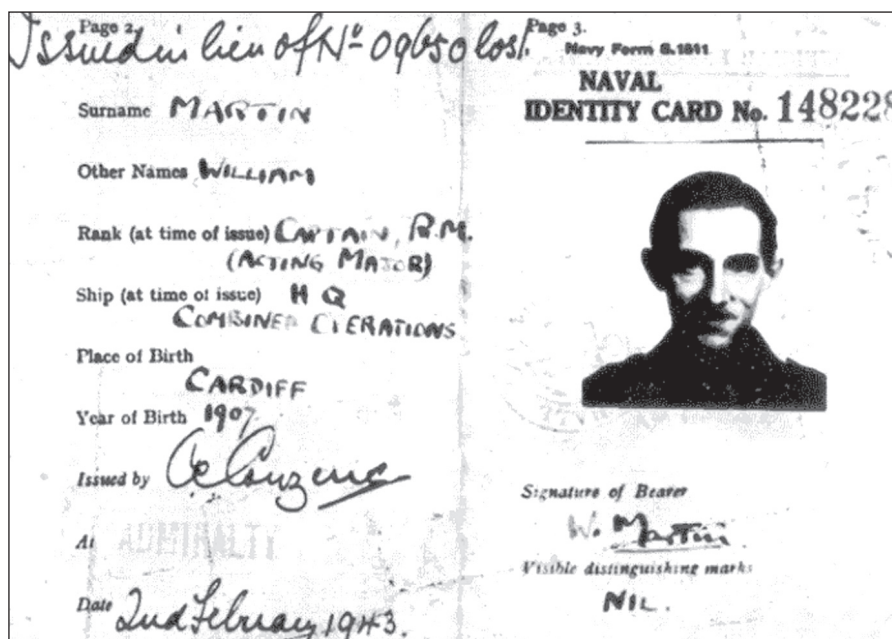 Page 2.
Issued in lieu of Nº 09650 lost.
Surname MARTIN
Other Names WILLIAM
Rank (at time of issue) CAPTAIN, R.M.
(ACTING MAJOR)
Ship (at time of issue) H Q
COMBINED OPERATIONS
Place of Birth
CARDIFF
Year of Birth 1907
Issued by
At ADMIRALTY
Date 2nd February 1943.
Page 3.
Navy Form S.1511
NAVAL
IDENTITY CARD No. 148228
Signature of Bearer
W. Martin
Visible distinguishing marks
NIL.